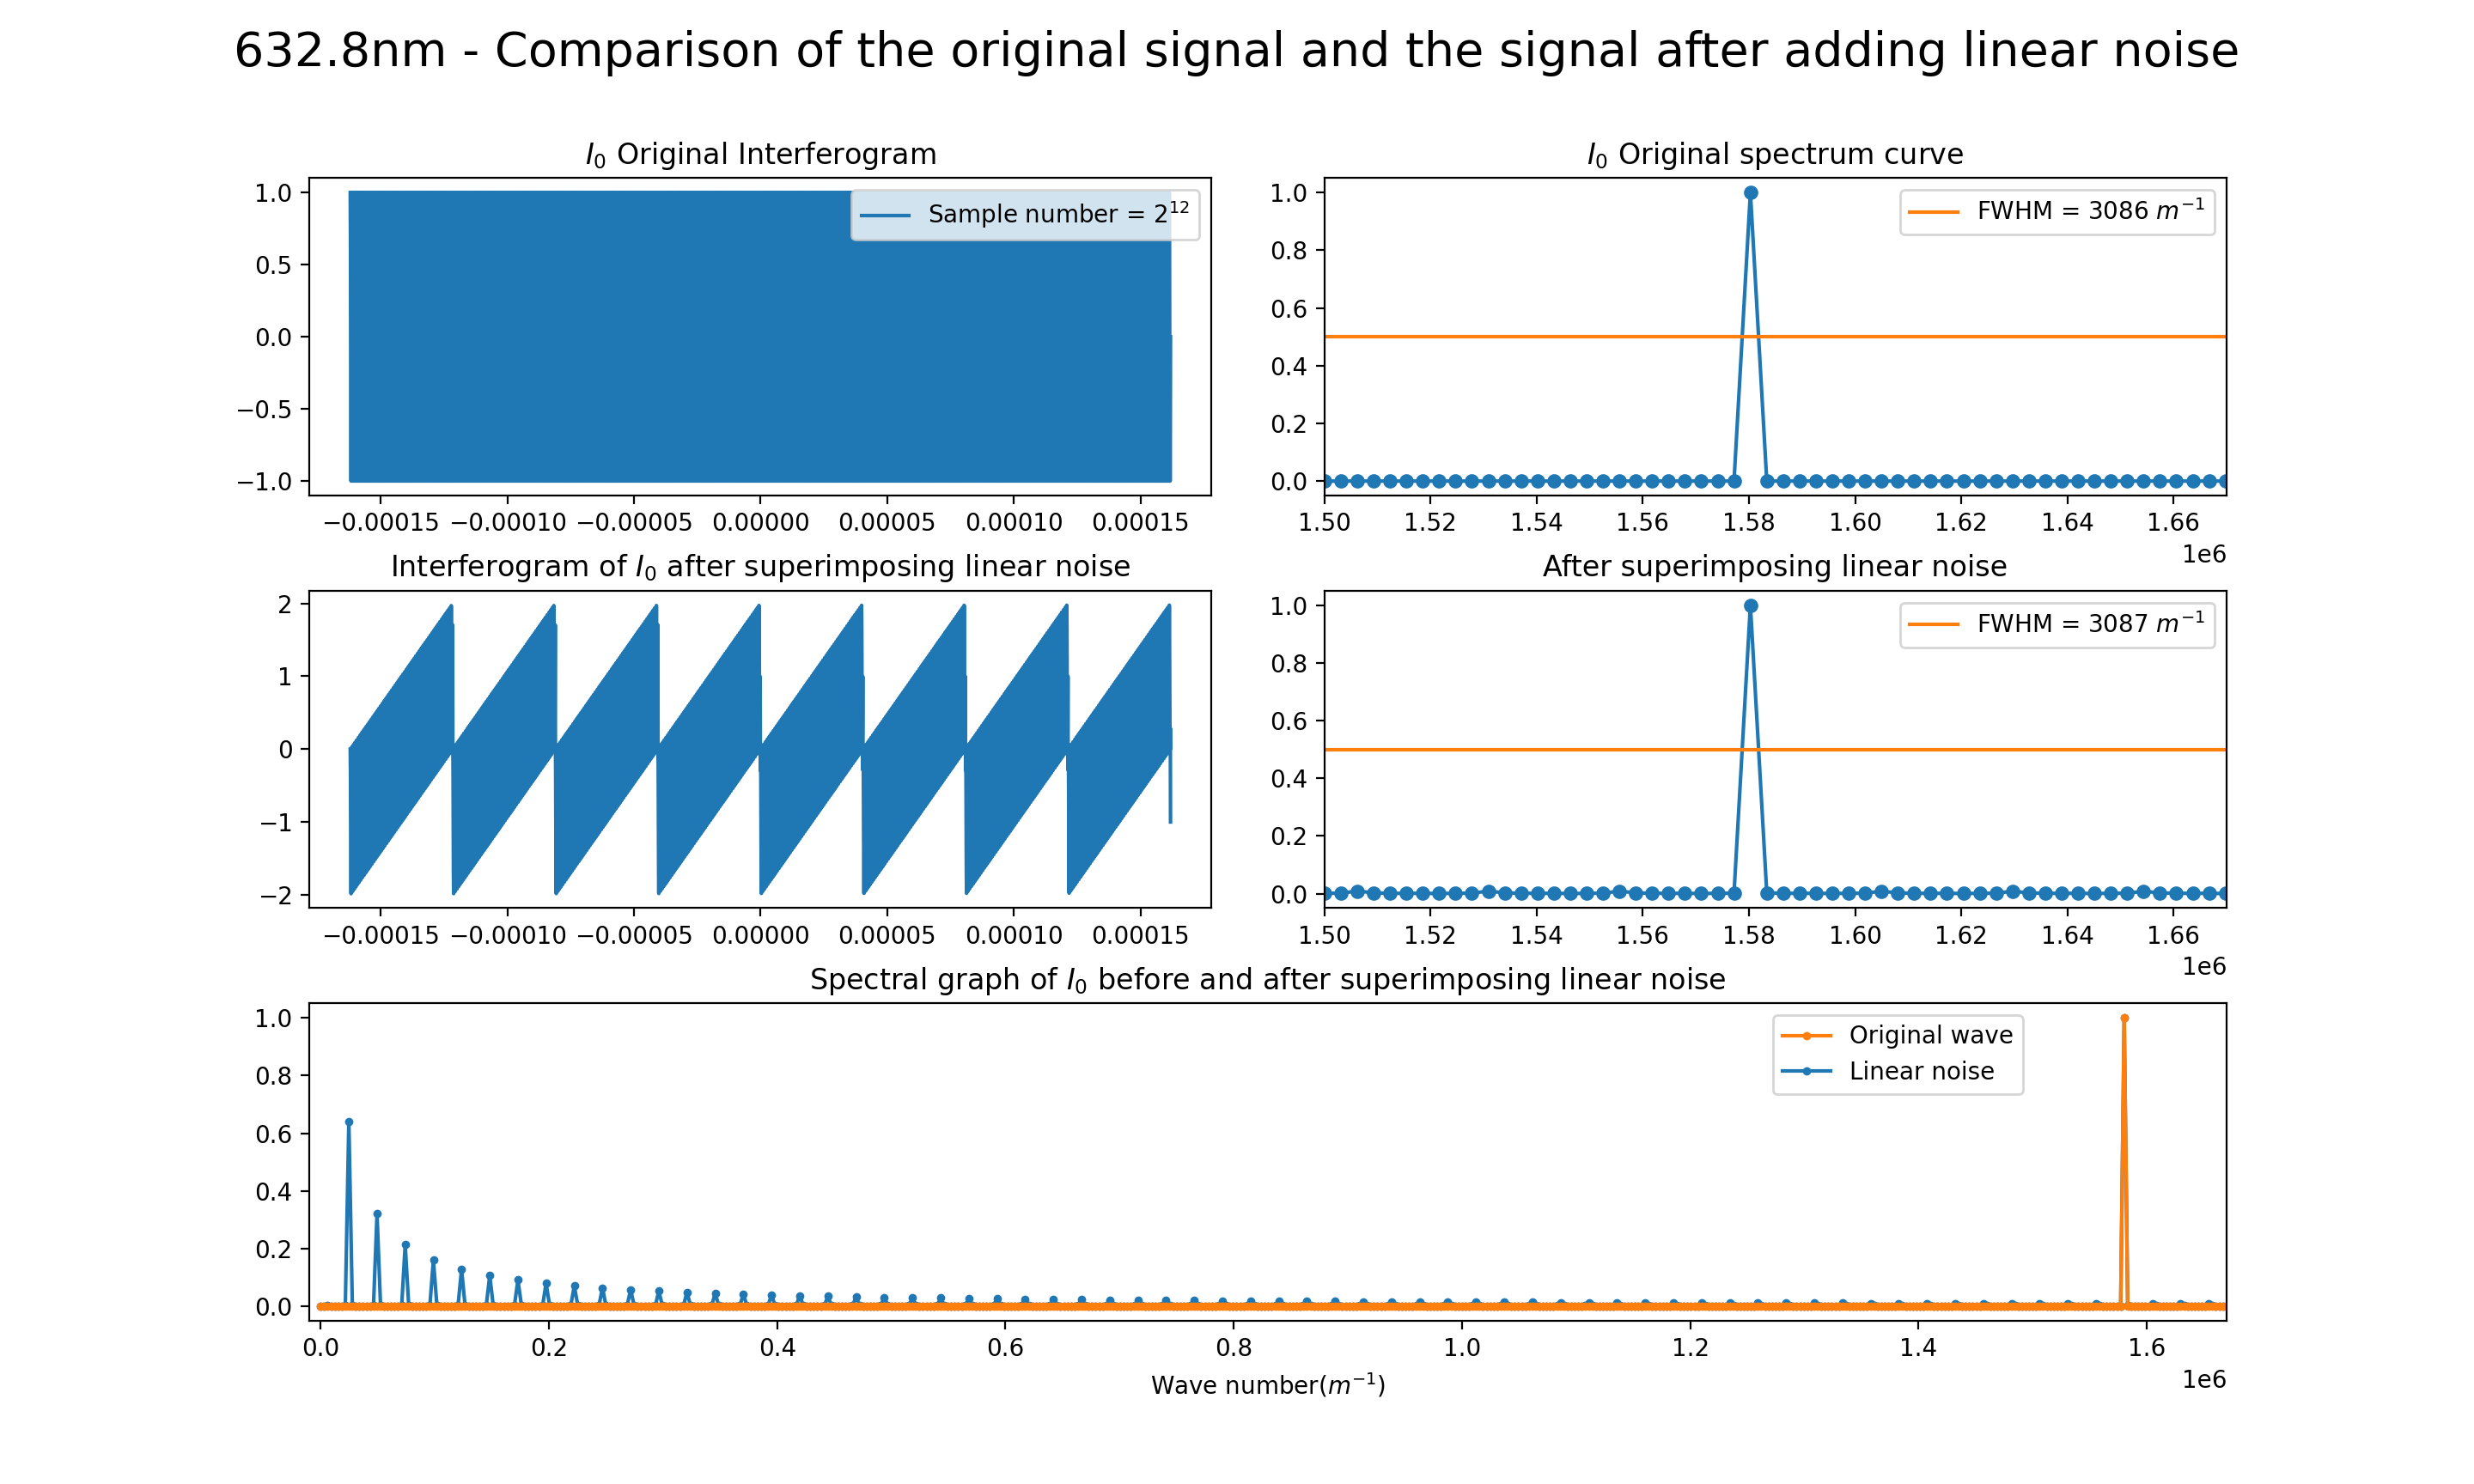 632.8nm - Comparison of the original signal and the signal after adding linear noise
I₀ Original Interferogram
1.0
0.5
0.0
−0.5
−1.0
Sample number = 2¹²
−0.00015 −0.00010 −0.00005 0.00000 0.00005 0.00010 0.00015
I₀ Original spectrum curve
1.0
0.8
0.6
0.4
0.2
0.0
FWHM = 3086 m⁻¹
1.50 1.52 1.54 1.56 1.58 1.60 1.62 1.64 1.66
1e6
Interferogram of I₀ after superimposing linear noise
2
1
0
−1
−2
−0.00015 −0.00010 −0.00005 0.00000 0.00005 0.00010 0.00015
After superimposing linear noise
1.0
0.8
0.6
0.4
0.2
0.0
FWHM = 3087 m⁻¹
1.50 1.52 1.54 1.56 1.58 1.60 1.62 1.64 1.66
1e6
Spectral graph of I₀ before and after superimposing linear noise
1.0
0.8
0.6
0.4
0.2
0.0
Original wave
Linear noise
0.0 0.2 0.4 0.6 0.8 1.0 1.2 1.4 1.6
1e6
Wave number(m⁻¹)